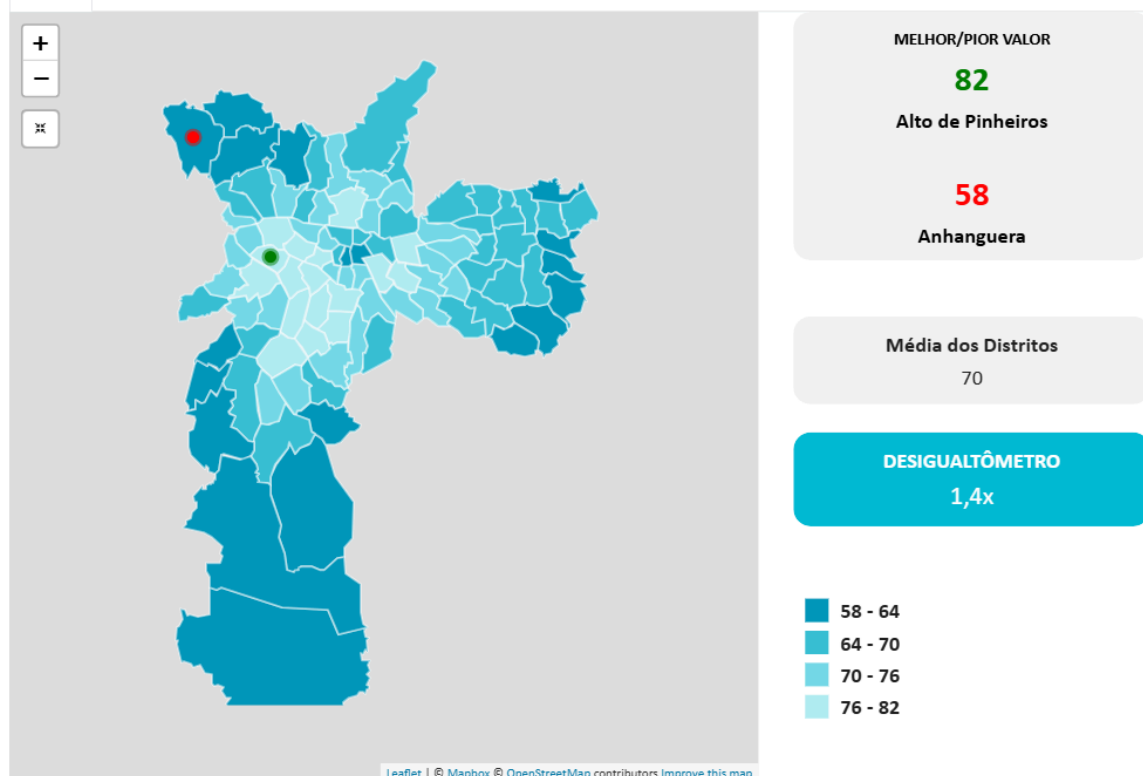 +
−
MELHOR/PIOR VALOR
82
Alto de Pinheiros
58
Anhanguera
Média dos Distritos
70
DESIGUALTÔMETRO
1,4x
58 - 64
64 - 70
70 - 76
76 - 82
Leaflet | © Mapbox © OpenStreetMap contributors Improve this map